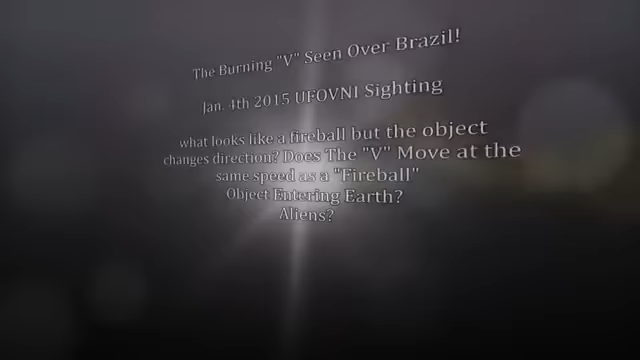 The Burning "V" Seen Over Brazil!
Jan. 4th 2015 UFOVNI Sighting
what looks like a fireball but the object
changes direction? Does The "V" Move at the
same speed as a "Fireball"
Object Entering Earth?
Aliens?